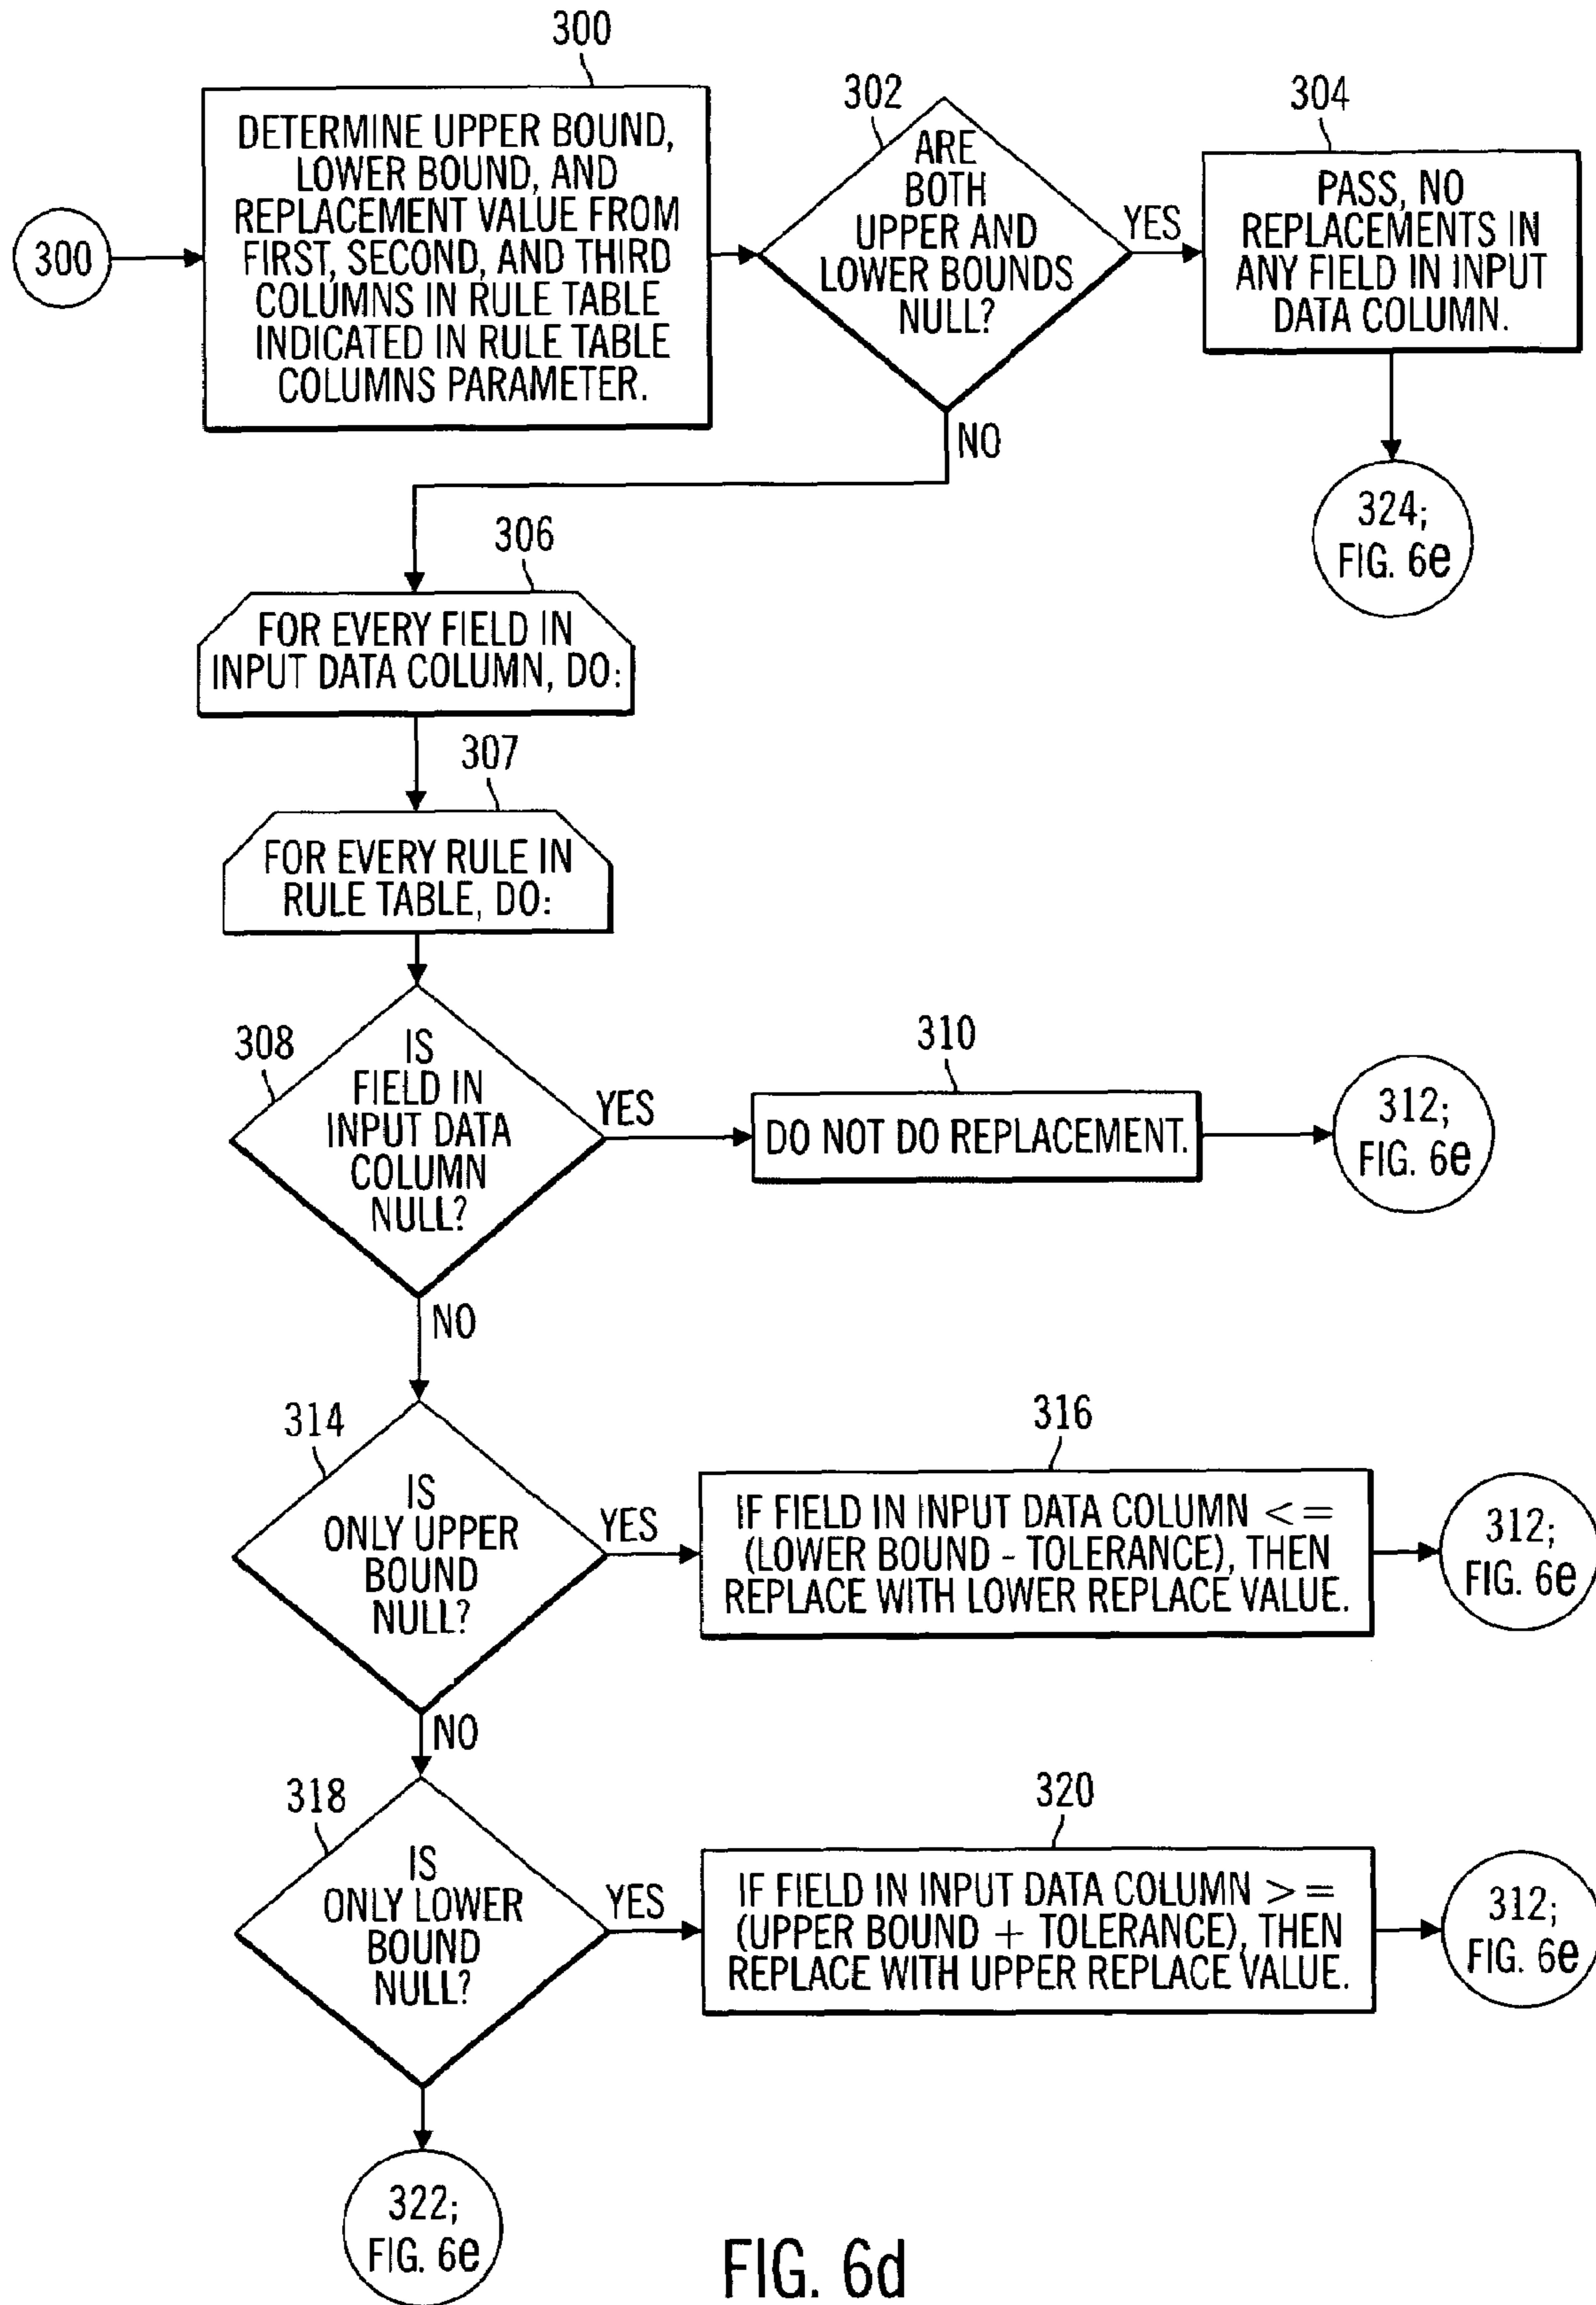 300
300
DETERMINE UPPER BOUND,
LOWER BOUND, AND
REPLACEMENT VALUE FROM
FIRST, SECOND, AND THIRD
COLUMNS IN RULE TABLE
INDICATED IN RULE TABLE
COLUMNS PARAMETER.
302
ARE
BOTH
UPPER AND
LOWER BOUNDS
NULL?
YES
NO
304
PASS, NO
REPLACEMENTS IN
ANY FIELD IN INPUT
DATA COLUMN.
324;
FIG. 6e
306
FOR EVERY FIELD IN
INPUT DATA COLUMN, DO:
307
FOR EVERY RULE IN
RULE TABLE, DO:
308
IS
FIELD IN
INPUT DATA
COLUMN
NULL?
YES
NO
310
DO NOT DO REPLACEMENT.
312;
FIG. 6e
314
IS
ONLY UPPER
BOUND
NULL?
YES
NO
316
IF FIELD IN INPUT DATA COLUMN <=
(LOWER BOUND - TOLERANCE), THEN
REPLACE WITH LOWER REPLACE VALUE.
312;
FIG. 6e
318
IS
ONLY LOWER
BOUND
NULL?
YES
320
IF FIELD IN INPUT DATA COLUMN >=
(UPPER BOUND + TOLERANCE), THEN
REPLACE WITH UPPER REPLACE VALUE.
312;
FIG. 6e
322;
FIG. 6e
FIG. 6d